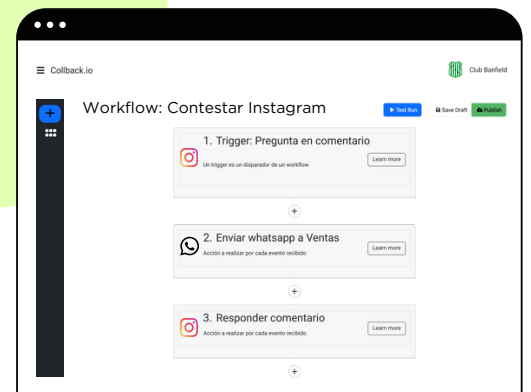 Collback.io
Club Banfield
Workflow: Contestar Instagram
Test Run
Save Draft
Publish
1. Trigger: Pregunta en comentario
Un trigger es un disparador de un workflow
Learn more
2. Enviar whatsapp a Ventas
Acción a realizar por cada evento recibido
Learn more
3. Responder comentario
Acción a realizar por cada evento recibido
Learn more